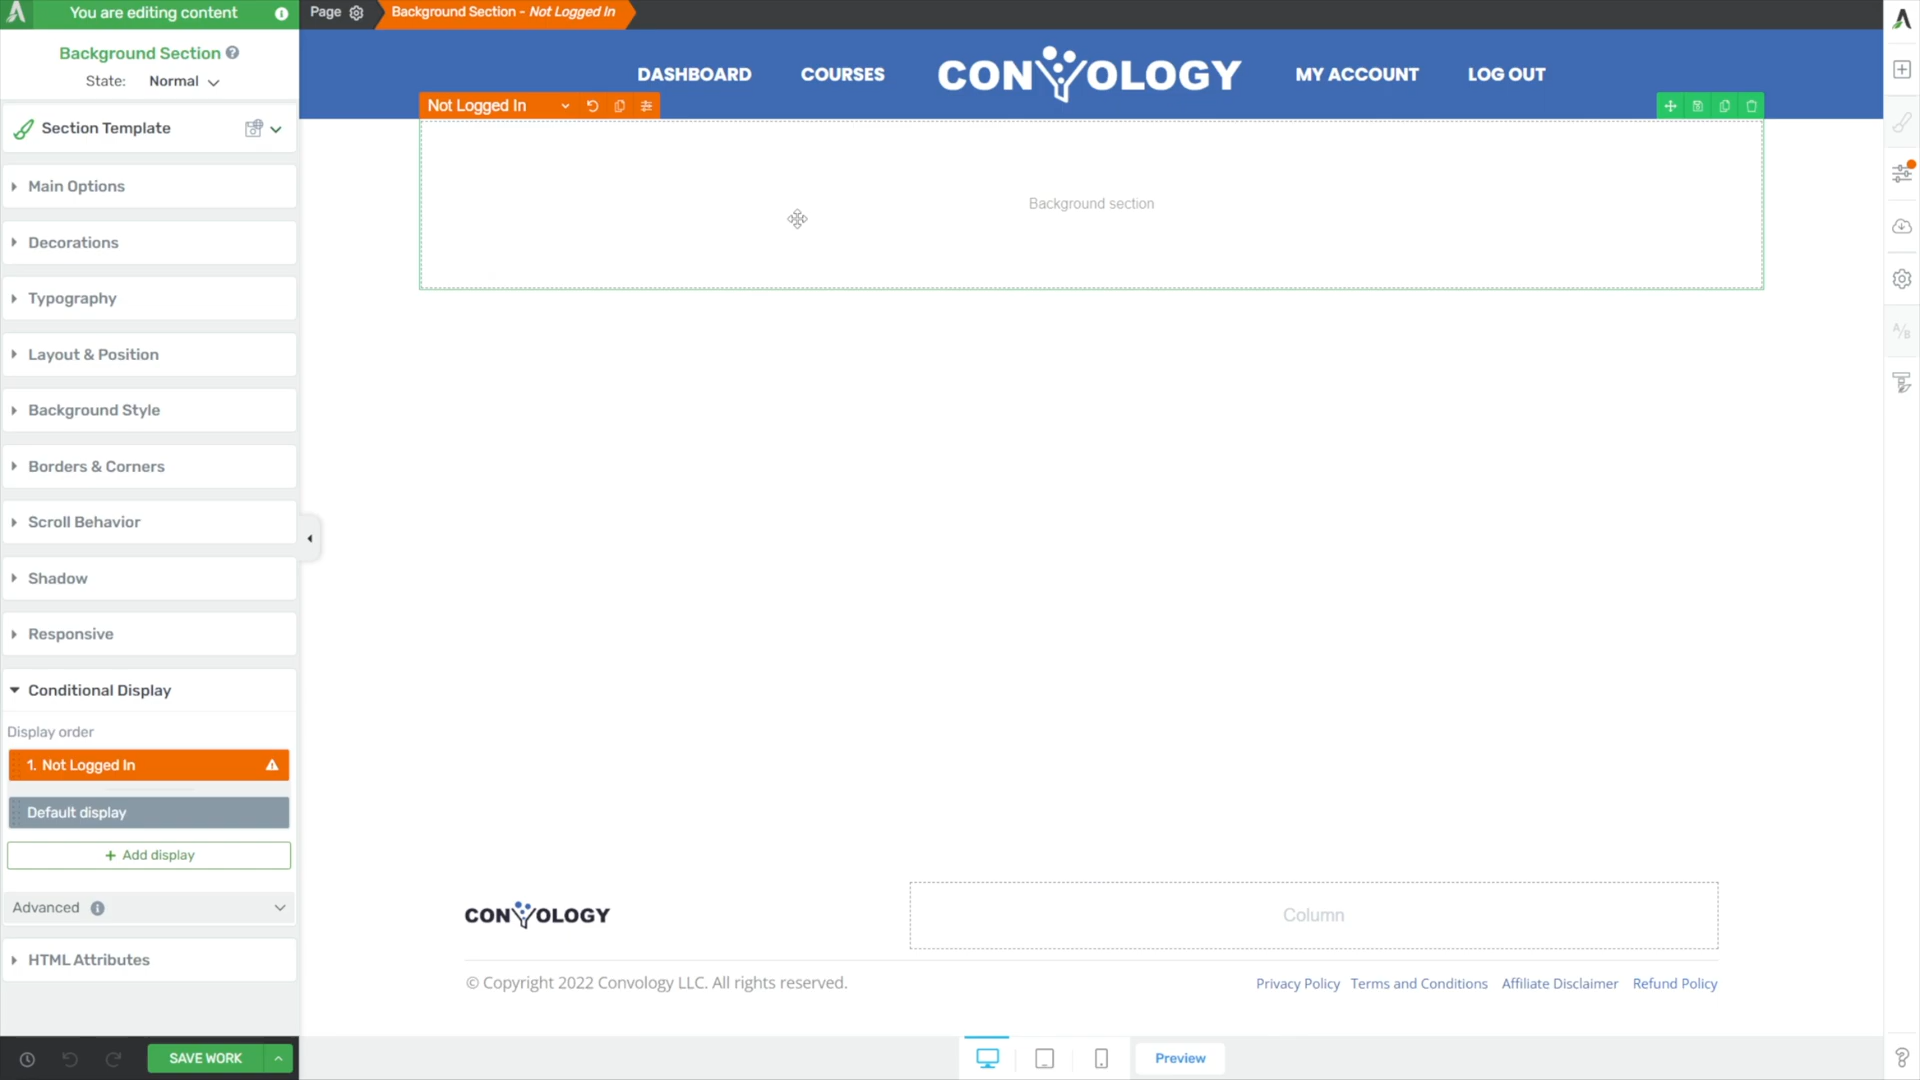 You are editing content
Page
Background Section - Not Logged In
Background Section
State: Normal
DASHBOARD
COURSES
CONVOLOGY
MY ACCOUNT
LOG OUT
Not Logged In
Section Template
Main Options
Background section
Decorations
Typography
A/B
Layout & Position
Background Style
Borders & Corners
Scroll Behavior
Shadow
Responsive
Conditional Display
Display order
1. Not Logged In
Default display
+ Add display
Advanced
HTML Attributes
CONVOLOGY
Column
© Copyright 2022 Convology LLC. All rights reserved.
Privacy Policy Terms and Conditions Affiliate Disclaimer Refund Policy
SAVE WORK
Preview